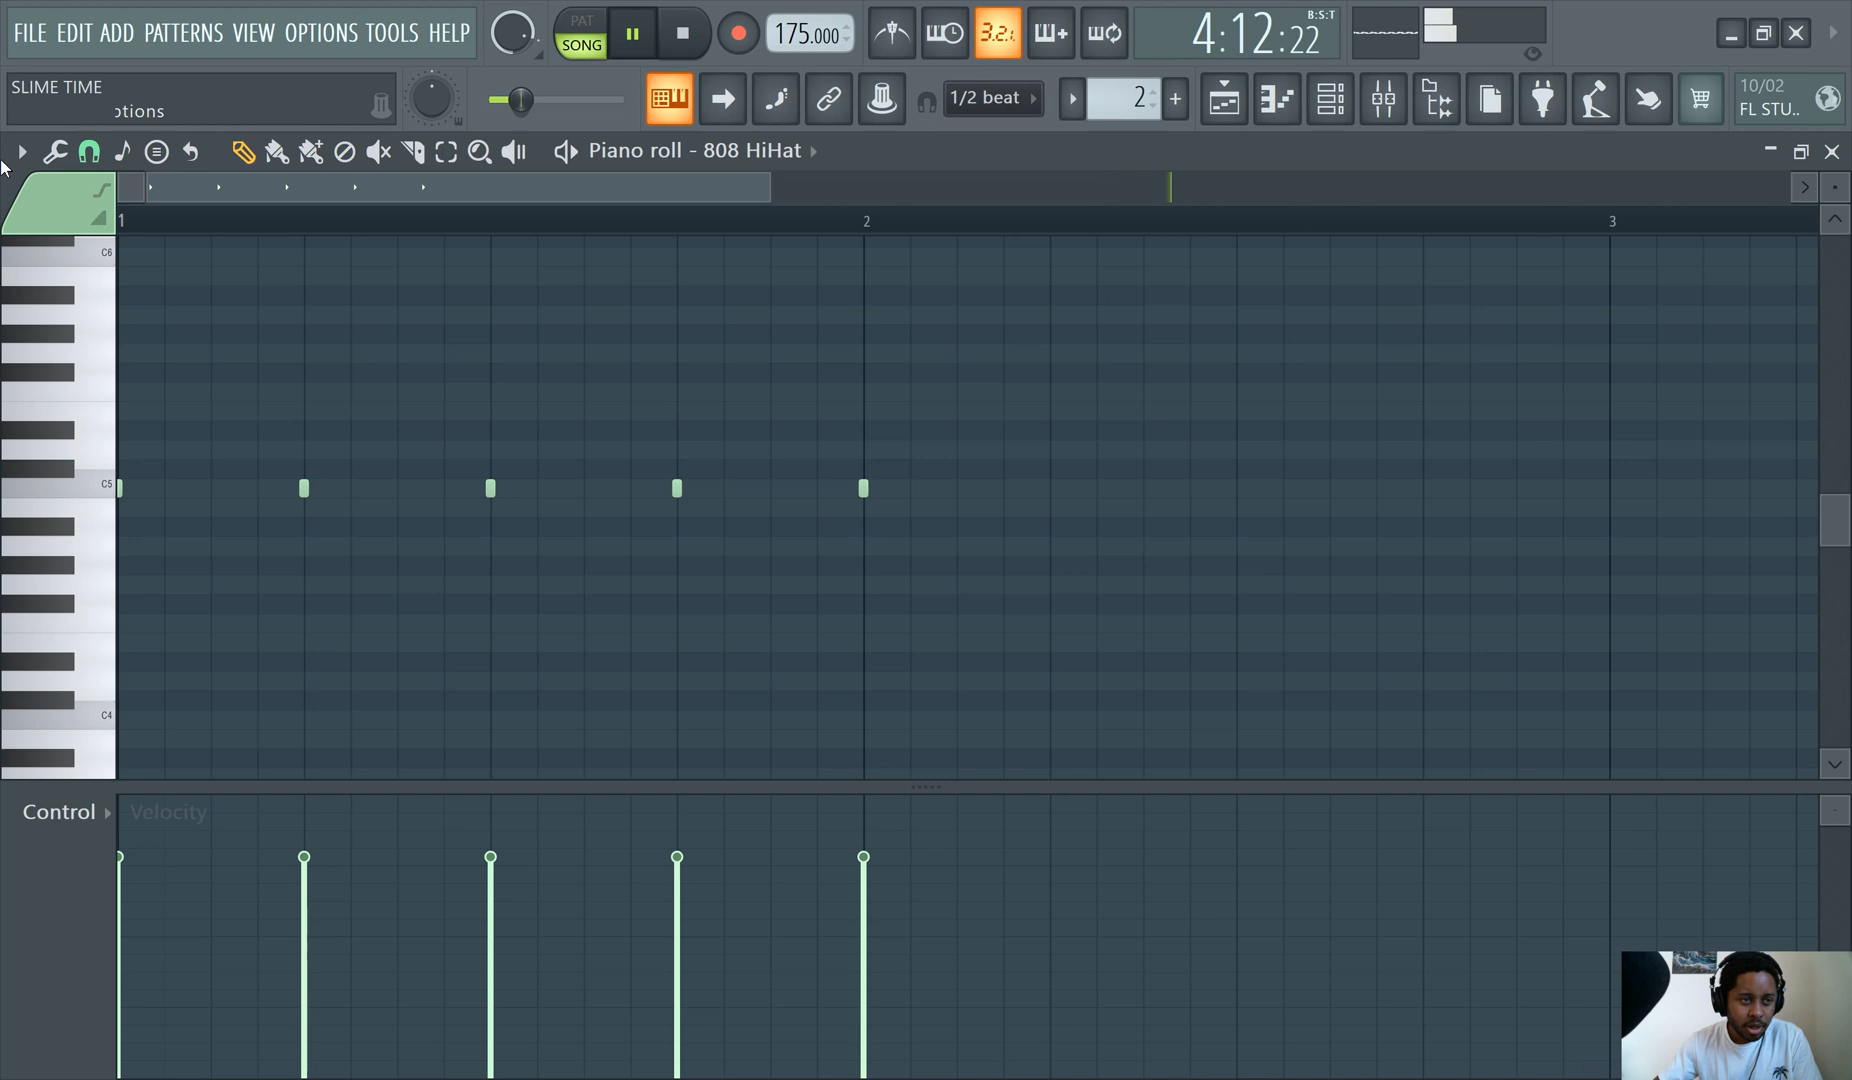 FILE EDIT ADD PATTERNS VIEW OPTIONS TOOLS HELP
PAT
SONG
175.000
3.2.1
4:12:22
B:S:T
SLIME TIME
ptions
1/2 beat
2
10/02
FL STU..
Piano roll - 808 HiHat
1
2
3
C6
C5
C4
Control
Velocity